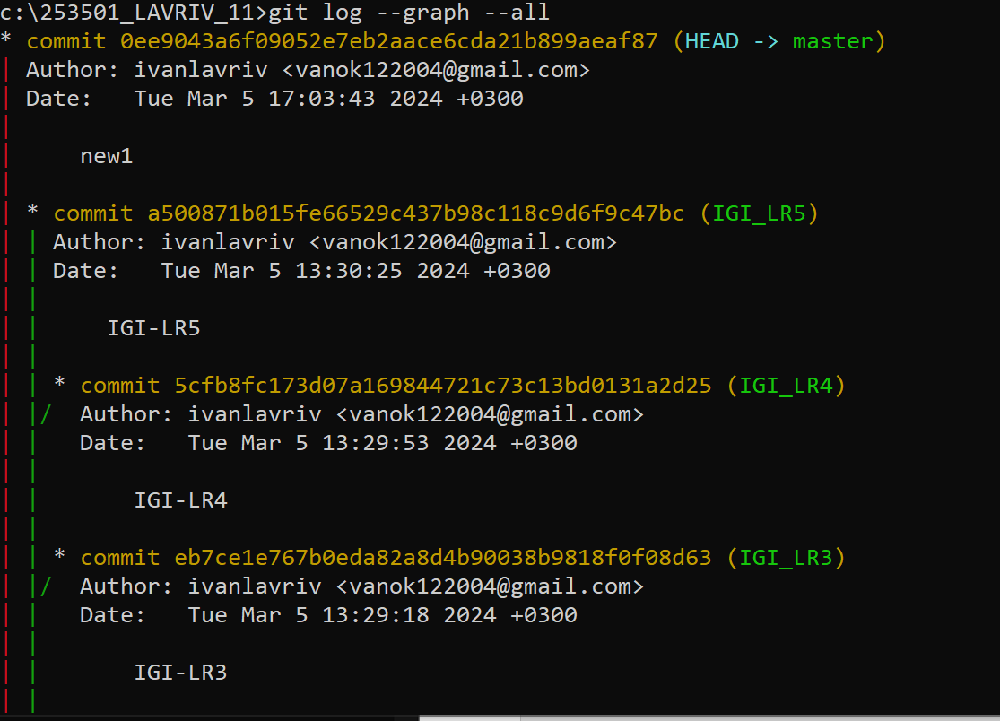 c:\253501_LAVRIV_11>git log --graph --all
* commit 0ee9043a6f09052e7eb2aace6cda21b899aeaf87 (HEAD -> master)
| Author: ivanlavriv <vanok122004@gmail.com>
| Date:   Tue Mar 5 17:03:43 2024 +0300
|
|     new1
|
| * commit a500871b015fe66529c437b98c118c9d6f9c47bc (IGI_LR5)
| | Author: ivanlavriv <vanok122004@gmail.com>
| | Date:   Tue Mar 5 13:30:25 2024 +0300
| |
| |     IGI-LR5
| |
| | * commit 5cfb8fc173d07a169844721c73c13bd0131a2d25 (IGI_LR4)
| |/  Author: ivanlavriv <vanok122004@gmail.com>
| |   Date:   Tue Mar 5 13:29:53 2024 +0300
| |
| |       IGI-LR4
| |
| | * commit eb7ce1e767b0eda82a8d4b90038b9818f0f08d63 (IGI_LR3)
| |/  Author: ivanlavriv <vanok122004@gmail.com>
| |   Date:   Tue Mar 5 13:29:18 2024 +0300
| |
| |       IGI-LR3
| |